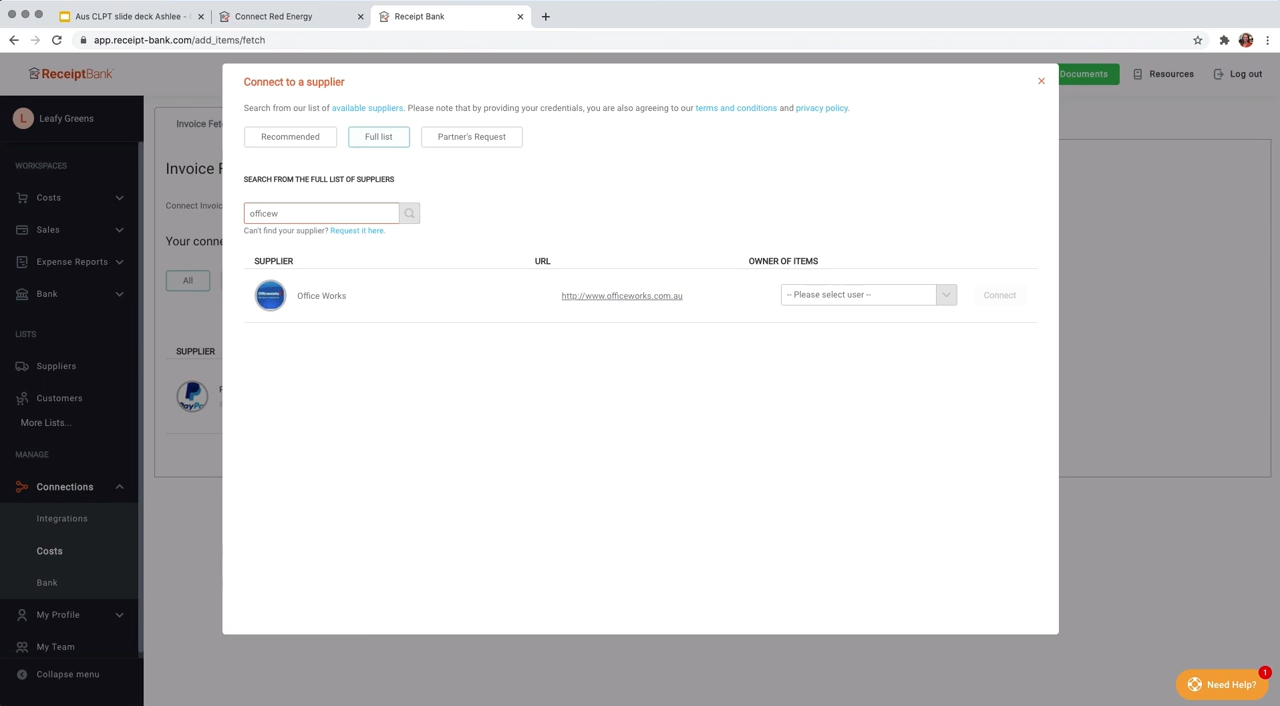 Aus CLPT slide deck Ashlee -
Connect Red Energy
Receipt Bank
app.receipt-bank.com/add_items/fetch
ReceiptBank
Documents
Resources
Log out
L
Leafy Greens
WORKSPACES
Costs
Sales
Expense Reports
Bank
LISTS
Suppliers
Customers
More Lists...
MANAGE
Connections
Integrations
Costs
Bank
My Profile
My Team
Collapse menu
Invoice Fet
Invoice F
Connect Invoic
Your conne
All
SUPPLIER
PayPa
Connect to a supplier
Search from our list of available suppliers. Please note that by providing your credentials, you are also agreeing to our terms and conditions and privacy policy.
Recommended
Full list
Partner's Request
SEARCH FROM THE FULL LIST OF SUPPLIERS
officew
Can't find your supplier? Request it here.
SUPPLIER
URL
OWNER OF ITEMS
Officeworks
Office Works
http://www.officeworks.com.au
-- Please select user --
Connect
1
Need Help?